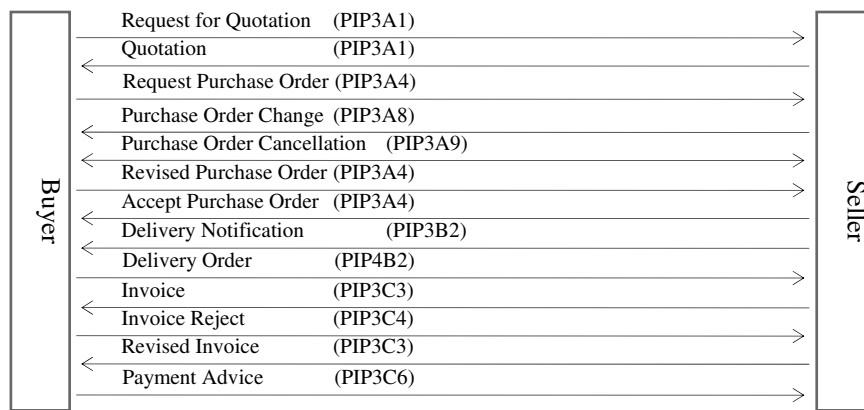 Request for Quotation (PIP3A1)
Quotation (PIP3A1)
Request Purchase Order (PIP3A4)
Purchase Order Change (PIP3A8)
Purchase Order Cancellation (PIP3A9)
Revised Purchase Order (PIP3A4)
Accept Purchase Order (PIP3A4)
Delivery Notification (PIP3B2)
Delivery Order (PIP4B2)
Invoice (PIP3C3)
Invoice Reject (PIP3C4)
Revised Invoice (PIP3C3)
Payment Advice (PIP3C6)
Buyer
Seller